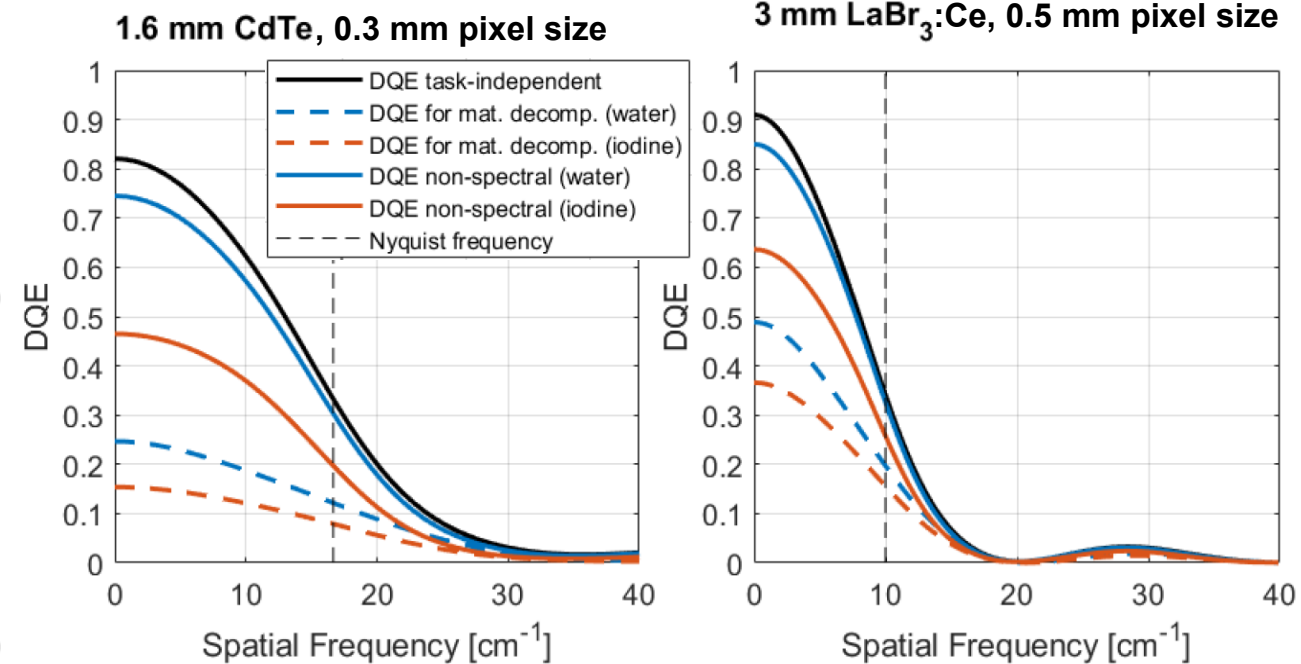 1.6 mm CdTe, 0.3 mm pixel size
DQE task-independent
DQE for mat. decomp. (water)
DQE for mat. decomp. (iodine)
DQE non-spectral (water)
DQE non-spectral (iodine)
Nyquist frequency
1
0.9
0.8
0.7
0.6
0.5
0.4
0.3
0.2
0.1
0
DQE
0 10 20 30 40
Spatial Frequency [cm⁻¹]
3 mm LaBr₃:Ce, 0.5 mm pixel size
1
0.9
0.8
0.7
0.6
0.5
0.4
0.3
0.2
0.1
0
DQE
0 10 20 30 40
Spatial Frequency [cm⁻¹]